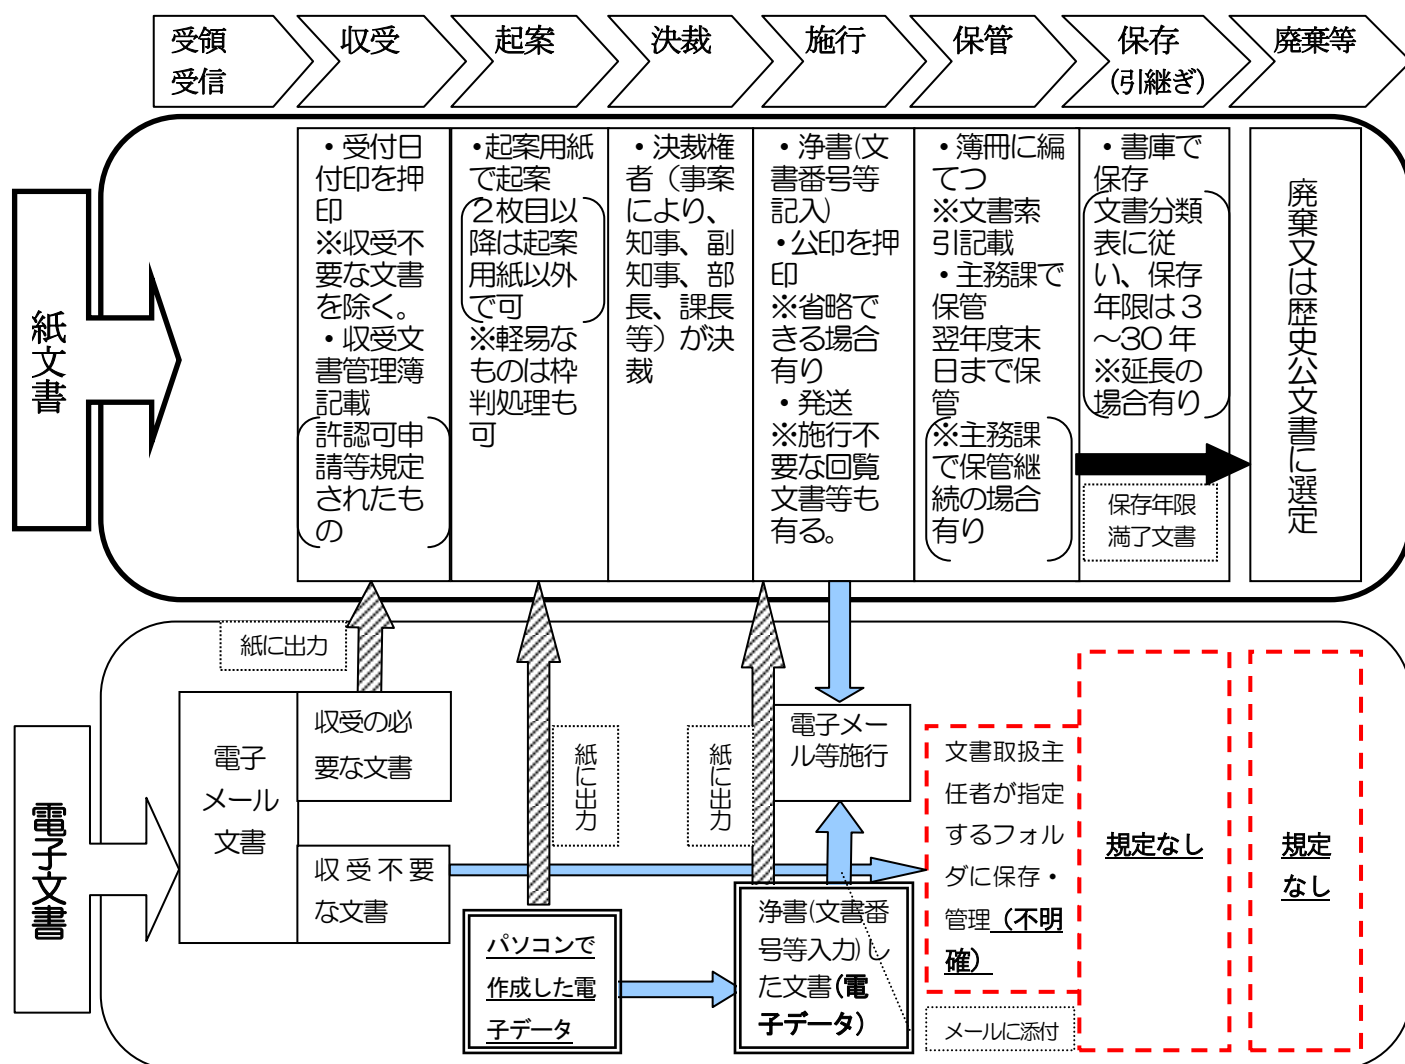 受領
受信
収受
起案
決裁
施行
保管
保存
(引継ぎ)
廃棄等
紙文書
・受付日
付印を押
印
※収受不
要な文書
を除く。
・収受文
書管理簿
記載
許認可申
請等規定
されたも
の
・起案用紙
で起案
２枚目以
降は起案
用紙以外
で可
※軽易な
ものは枠
判処理も
可
・決裁権
者（事案
により、
知事、副
知事、部
長、課長
等）が決
裁
・浄書(文
書番号等
記入)
・公印を押
印
※省略で
きる場合
有り
・発送
※施行不
要な回覧
文書等も
有る。
・簿冊に編
てつ
※文書索
引記載
・主務課で
保管
翌年度末
日まで保
管
※主務課
で保管継
続の場合
有り
・書庫で
保存
文書分類
表に従
い、保存
年限は３
～30 年
※延長の
場合有り
保存年限
満了文書
廃棄又は歴史公文書に選定
電子文書
紙に出力
電子
メール
文書
収受の必
要な文書
収受不要
な文書
紙に出力
パソコンで
作成した電
子データ
紙に出力
電子メー
ル等施行
浄書(文書番
号等入力)し
た文書(電
子データ)
文書取扱主
任者が指定
するフォル
ダに保存・
管理（不明
確）
メールに添付
規定なし
規定
なし